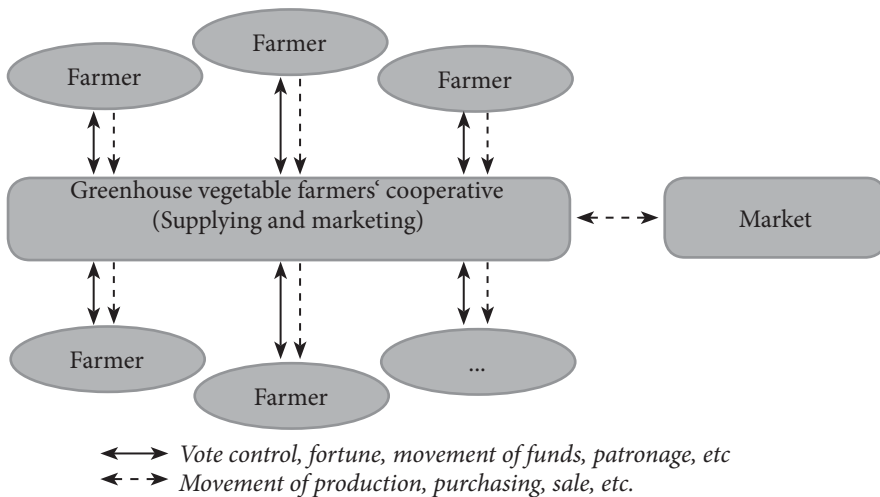 Farmer
Farmer
Farmer
Greenhouse vegetable farmers‘ cooperative
(Supplying and marketing)
Market
Farmer
Farmer
...
Vote control, fortune, movement of funds, patronage, etc
Movement of production, purchasing, sale, etc.